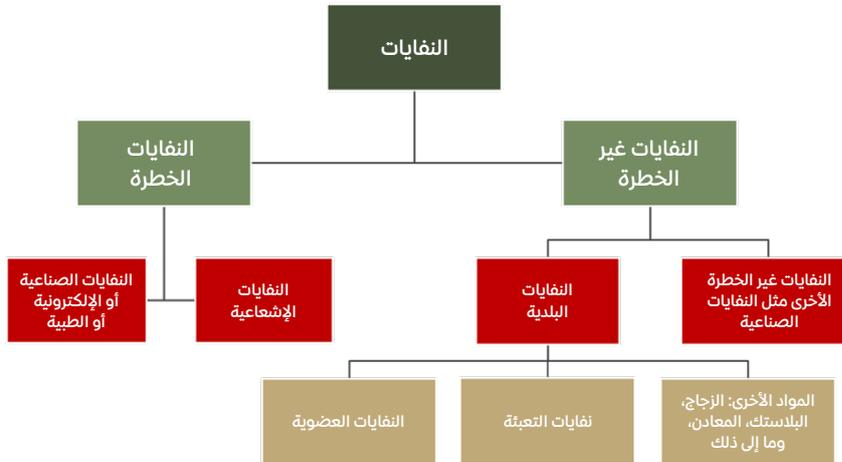 النفايات
النفايات غير
الخطرة
النفايات
الخطرة
النفايات غير الخطرة
الأخرى مثل النفايات
الصناعية
النفايات
البلدية
النفايات
الإشعاعية
النفايات الصناعية
أو الإلكترونية
أو الطبية
المواد الأخرى: الزجاج،
البلاستك، المعادن،
وما إلى ذلك
نفايات التعبئة
النفايات العضوية